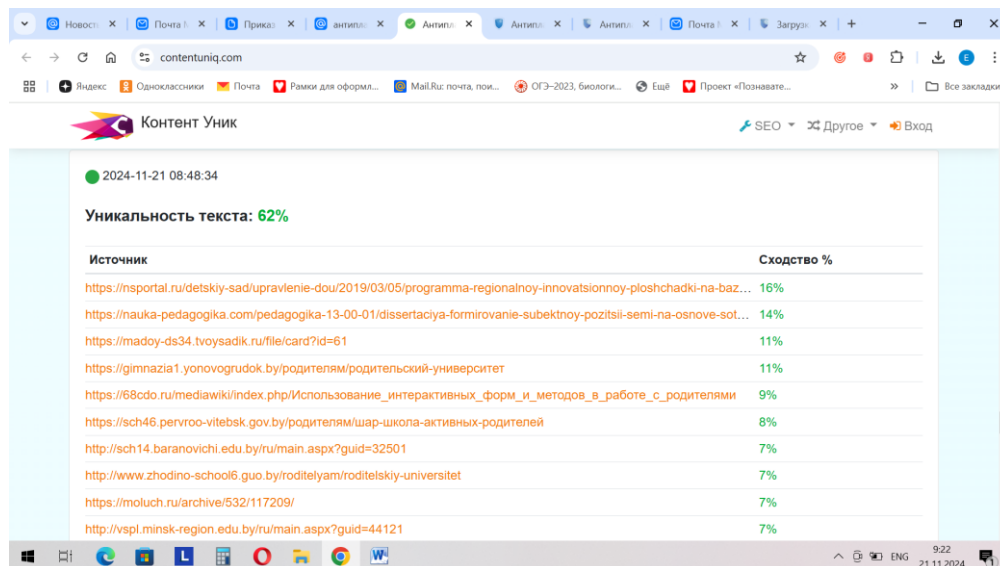 Новост Почта М Приказ антипла Антипла Антипла Антипла Почта М Загрузк
contentuniq.com
Яндекс Одноклассники Почта Рамки для оформл... Mail.Ru: почта, пои... ОГЭ–2023, биологи... Ещё Проект «Познавате... » Все закладки
Контент Уник SEO Другое Вход
2024-11-21 08:48:34
Уникальность текста: 62%
Источник Сходство %
https://nsportal.ru/detskiy-sad/upravlenie-dou/2019/03/05/programma-regionalnoy-innovatsionnoy-ploshchadki-na-baz... 16%
https://nauka-pedagogika.com/pedagogika-13-00-01/dissertaciya-formirovanie-subektnoy-pozitsii-semi-na-osnove-sot... 14%
https://madoy-ds34.tvoysadik.ru/file/card?id=61 11%
https://gimnazia1.yonovogrudok.by/родителям/родительский-университет 11%
https://68cdo.ru/mediawiki/index.php/Использование_интерактивных_форм_и_методов_в_работе_с_родителями 9%
https://sch46.pervroo-vitebsk.gov.by/родителям/шар-школа-активных-родителей 8%
http://sch14.baranovichi.edu.by/ru/main.aspx?guid=32501 7%
http://www.zhodino-school6.guo.by/roditelyam/roditelskiy-universitet 7%
https://moluch.ru/archive/532/117209/ 7%
http://vspl.minsk-region.edu.by/ru/main.aspx?guid=44121 7%
ENG 9:22
21.11.2024